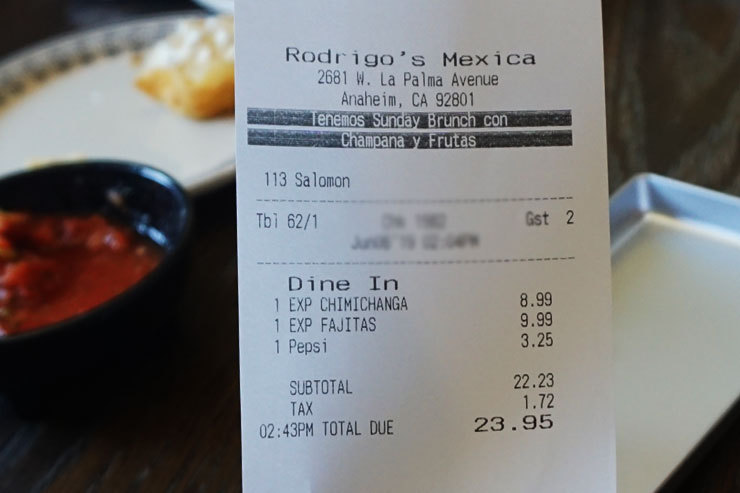 Rodrigo's Mexica
2681 W. La Palma Avenue
Anaheim, CA 92801
Tenemos Sunday Brunch con
Champana y Frutas
113 Salomon
Tbl 62/1 Gst 2
Dine In
1 EXP CHIMICHANGA 8.99
1 EXP FAJITAS 9.99
1 Pepsi 3.25
SUBTOTAL 22.23
TAX 1.72
02:43PM TOTAL DUE 23.95